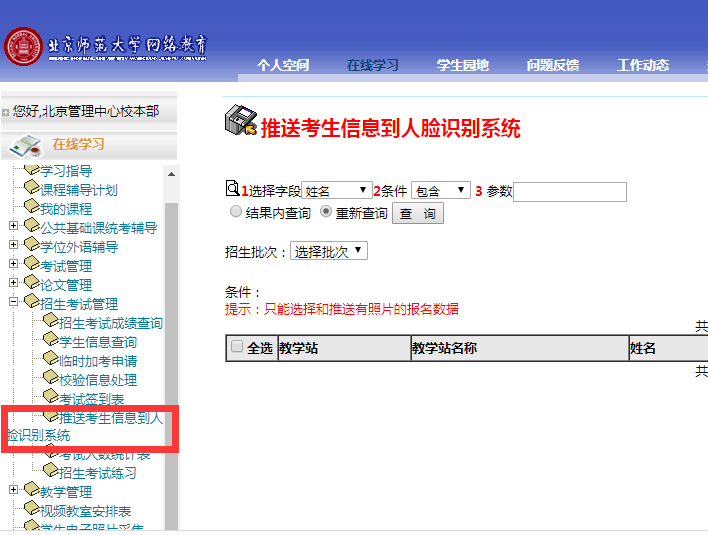 北京师范大学网络教育
个人空间 在线学习 学生园地 问题反馈 工作动态
您好,北京管理中心校本部
在线学习
学习指导
课程辅导计划
我的课程
公共基础课统考辅导
学位外语辅导
考试管理
论文管理
招生考试管理
招生考试成绩查询
学生信息查询
临时加考申请
校验信息处理
考试签到表
推送考生信息到人
脸识别系统
考试人数统计表
招生考试练习
教学管理
视频教室安排表
学生电子照片采集
推送考生信息到人脸识别系统
1选择字段 姓名 2条件 包含 3 参数
结果内查询 重新查询 查 询
招生批次： 选择批次
条件：
提示：只能选择和推送有照片的报名数据
共
全选 教学站 教学站名称 姓名
共